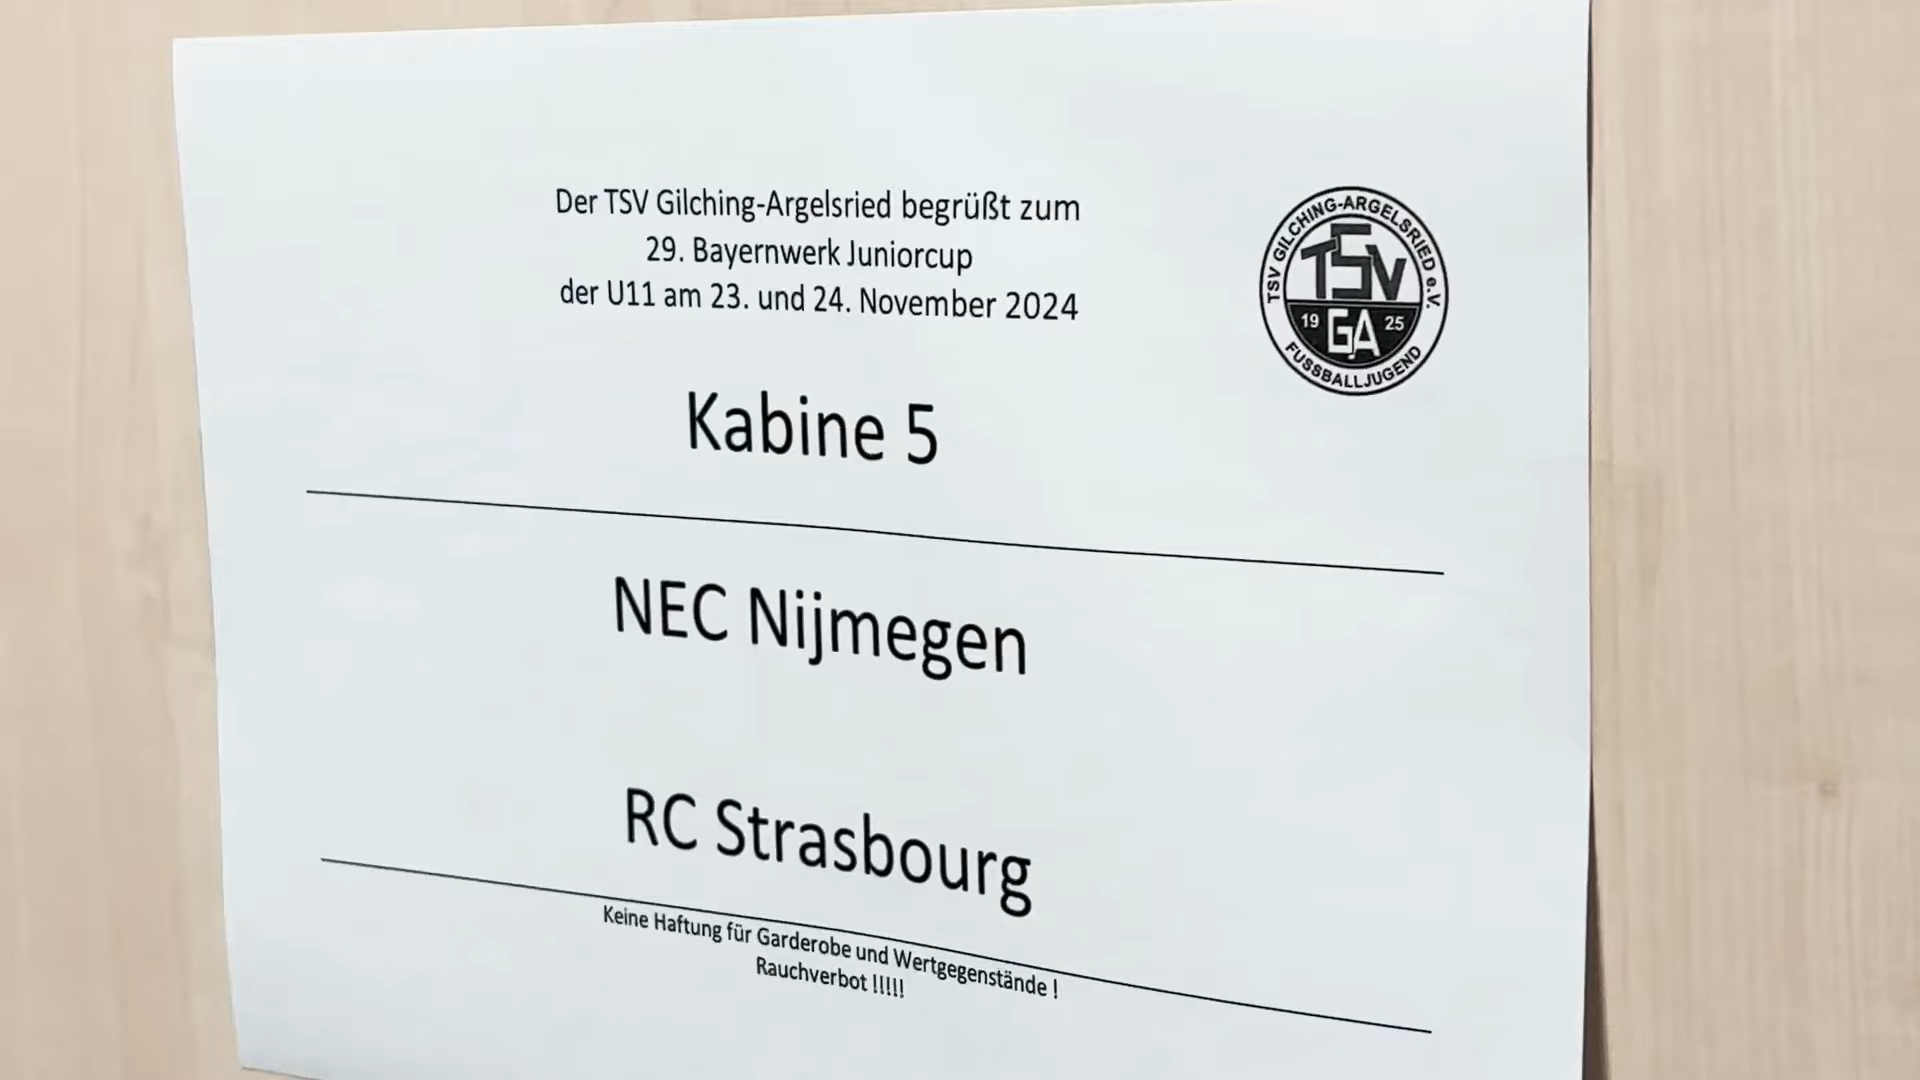 Der TSV Gilching-Argelsried begrüßt zum
29. Bayernwerk Juniorcup
der U11 am 23. und 24. November 2024
TSV GILCHING-ARGELSRIED e.V.
TSV
19 GA 25
FUSSBALLJUGEND
Kabine 5
NEC Nijmegen
RC Strasbourg
Keine Haftung für Garderobe und Wertgegenstände !
Rauchverbot !!!!!